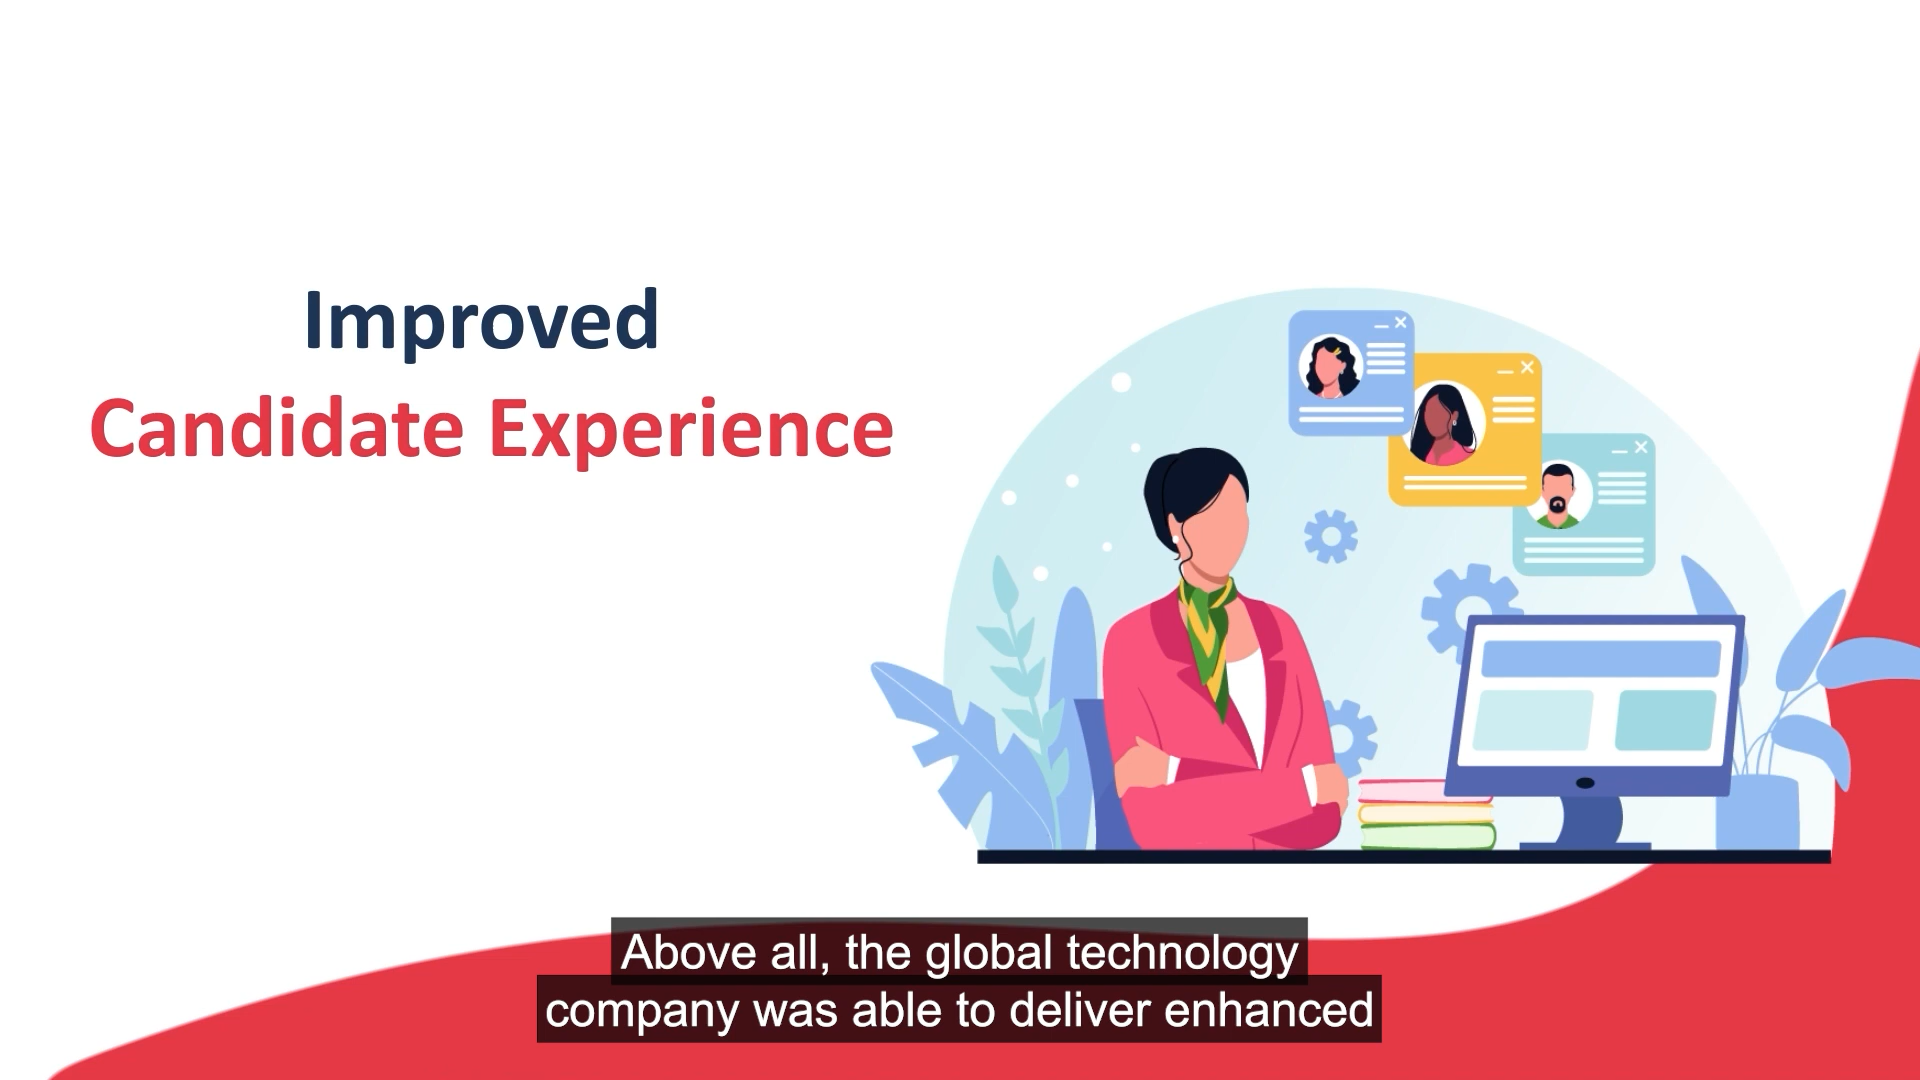 Improved
Candidate Experience
Above all, the global technology
company was able to deliver enhanced